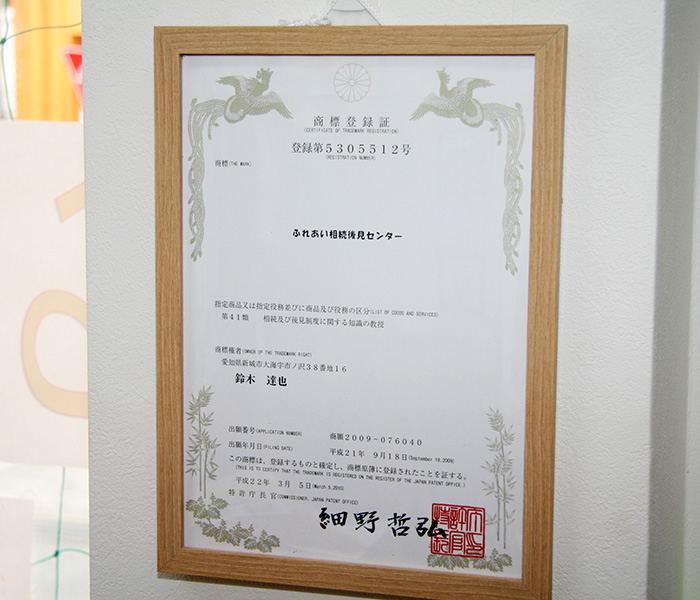 商標登録証
(CERTIFICATE OF TRADEMARK REGISTRATION)
登録第5305512号
(REGISTRATION NUMBER)
商標(THE MARK)
ふれあい相続後見センター
指定商品又は指定役務並びに商品及び役務の区分(LIST OF GOODS AND SERVICES)
第41類 相続及び後見制度に関する知識の教授
商標権者(OWNER OF THE TRADEMARK RIGHT)
愛知県新城市大海字市ノ沢38番地16
鈴木 達也
出願番号(APPLICATION NUMBER) 商願2009-076040
出願年月日(FILING DATE) 平成21年 9月18日(September 18,2009)
この商標は、登録するものと確定し、商標原簿に登録されたことを証する。
(THIS IS TO CERTIFY THAT THE TRADEMARK IS REGISTERED ON THE REGISTER OF THE JAPAN PATENT OFFICE.)
平成22年 3月 5日(March 5,2010)
特許庁長官(COMMISSIONER, JAPAN PATENT OFFICE)
細野哲弘